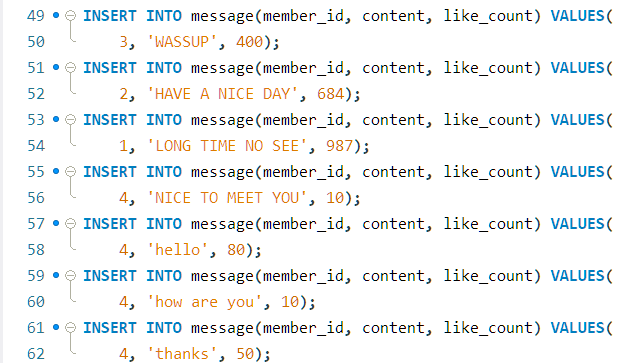 49 INSERT INTO message(member_id, content, like_count) VALUES(
50 3, 'WASSUP', 400);
51 INSERT INTO message(member_id, content, like_count) VALUES(
52 2, 'HAVE A NICE DAY', 684);
53 INSERT INTO message(member_id, content, like_count) VALUES(
54 1, 'LONG TIME NO SEE', 987);
55 INSERT INTO message(member_id, content, like_count) VALUES(
56 4, 'NICE TO MEET YOU', 10);
57 INSERT INTO message(member_id, content, like_count) VALUES(
58 4, 'hello', 80);
59 INSERT INTO message(member_id, content, like_count) VALUES(
60 4, 'how are you', 10);
61 INSERT INTO message(member_id, content, like_count) VALUES(
62 4, 'thanks', 50);